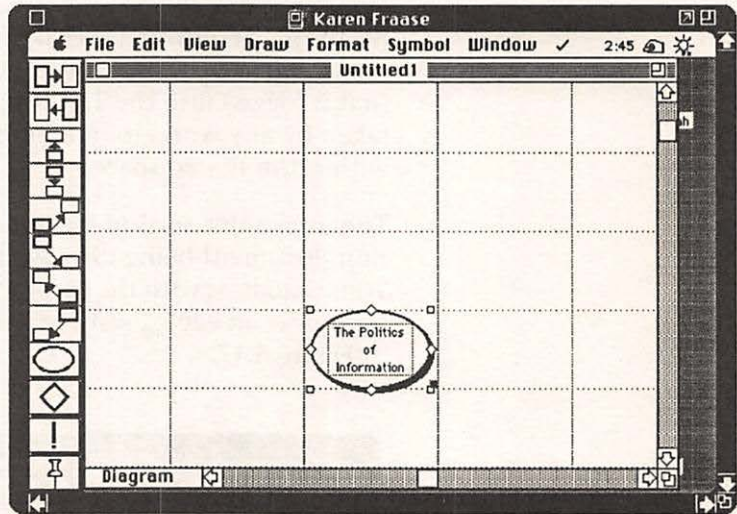 Karen Fraase
File Edit View Draw Format Symbol Window ✓ 2:45
Untitled1
The Politics
of
Information
Diagram